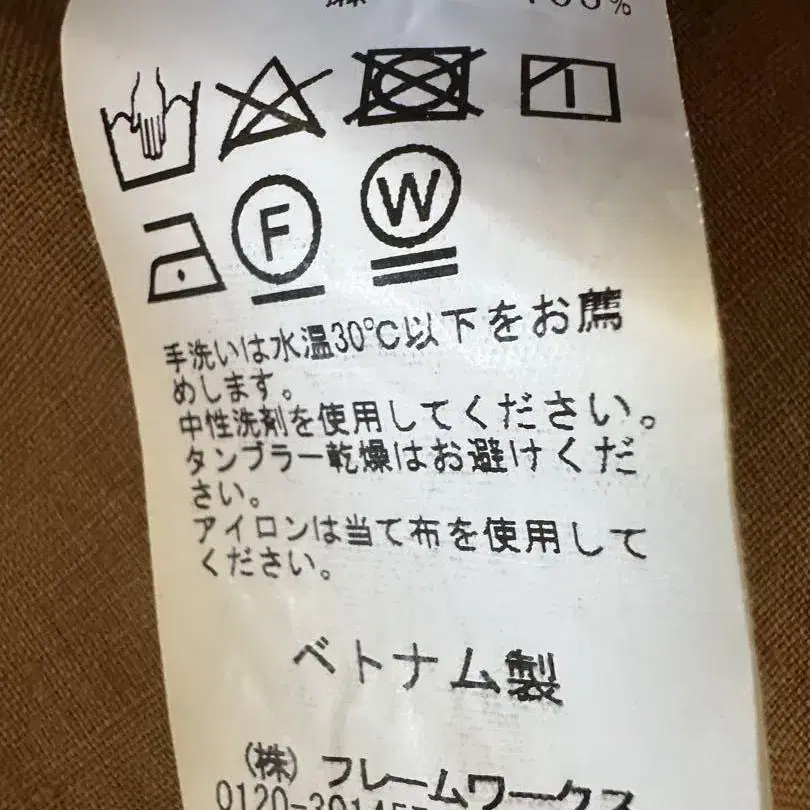 100%
F
W
手洗いは水温30℃以下をお薦
めします。
中性洗剤を使用してください。
タンブラー乾燥はお避けくだ
さい。
アイロンは当て布を使用して
ください。
ベトナム製
(株)フレームワークス